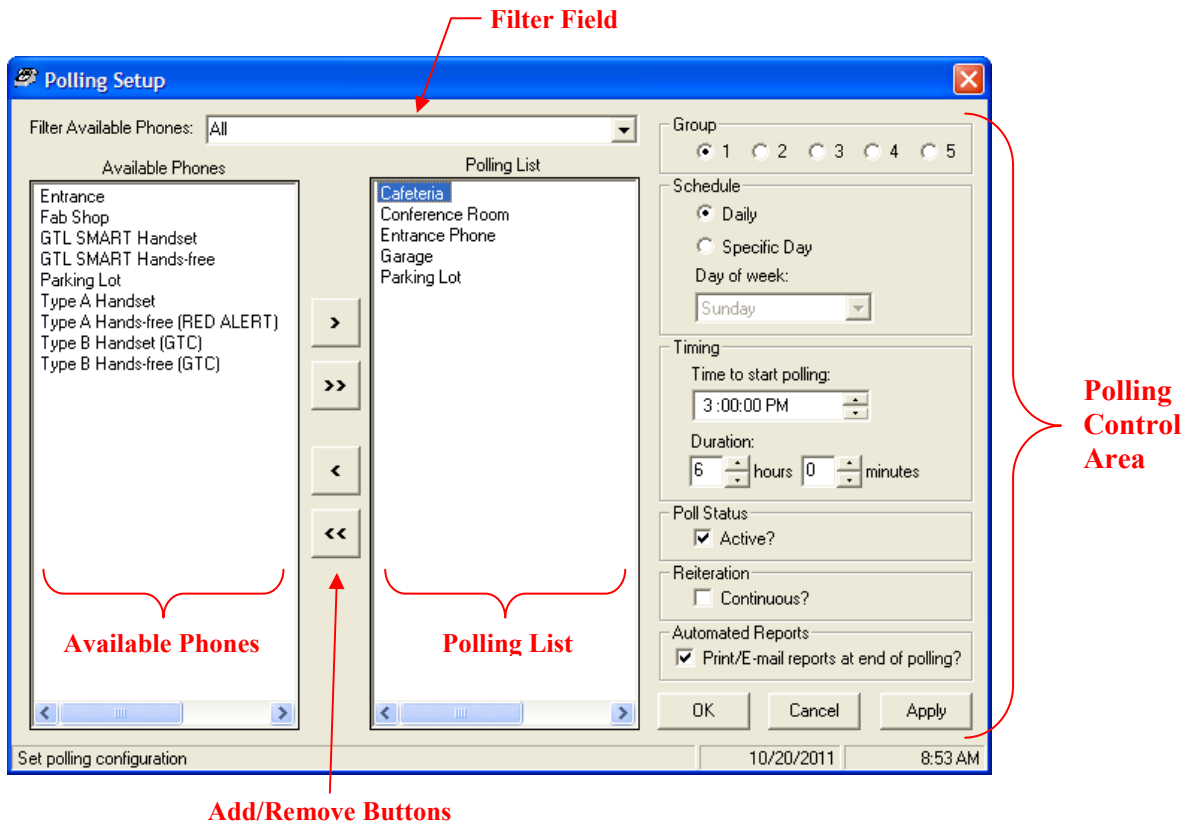 Filter Field
Polling Setup
Filter Available Phones: All
Available Phones
Entrance
Fab Shop
GTL SMART Handset
GTL SMART Hands-free
Parking Lot
Type A Handset
Type A Hands-free (RED ALERT)
Type B Handset (GTC)
Type B Hands-free (GTC)
Available Phones
>
>>
<
<<
Polling List
Cafeteria
Conference Room
Entrance Phone
Garage
Parking Lot
Polling List
Group
1 2 3 4 5
Schedule
Daily
Specific Day
Day of week:
Sunday
Timing
Time to start polling:
3 :00:00 PM
Duration:
6 hours 0 minutes
Poll Status
Active?
Reiteration
Continuous?
Automated Reports
Print/E-mail reports at end of polling?
OK Cancel Apply
Polling
Control
Area
Set polling configuration 10/20/2011 8:53 AM
Add/Remove Buttons